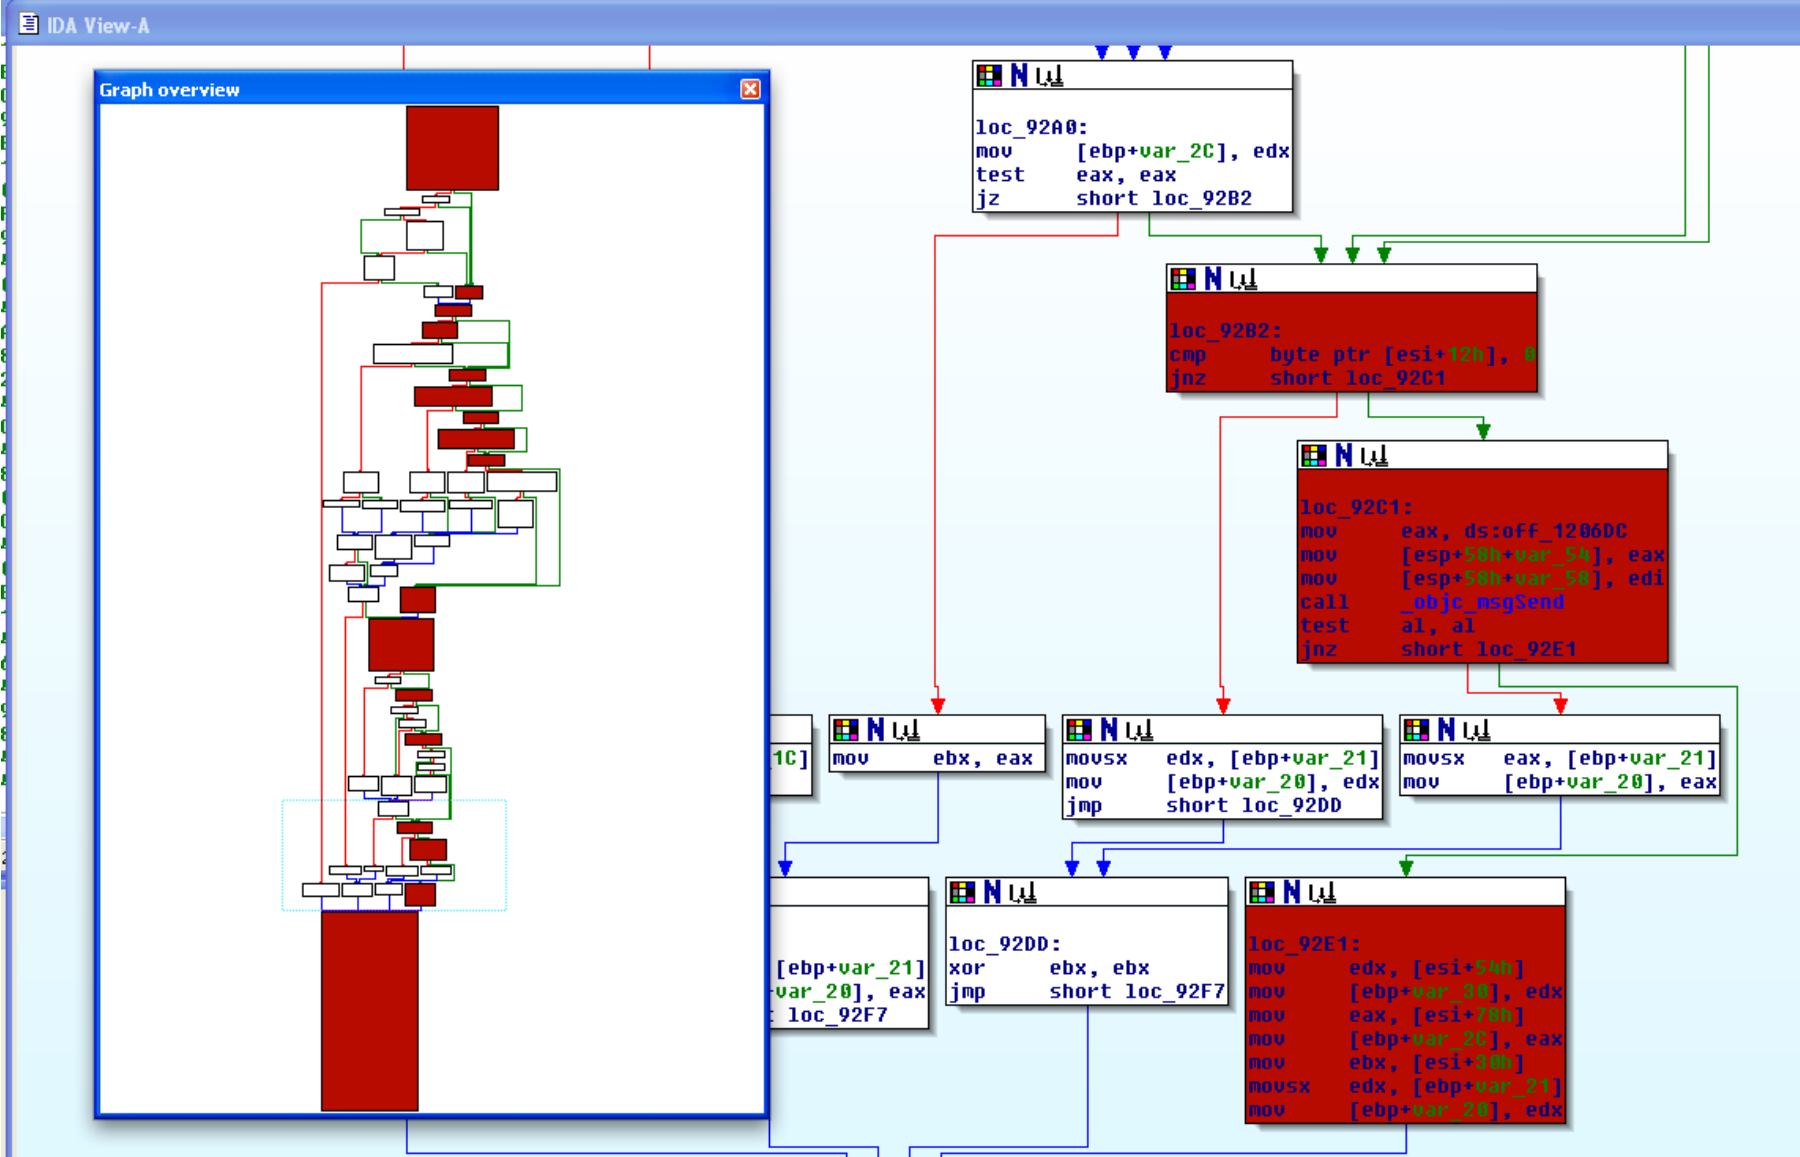 IDA View-A
Graph overview
loc_92A0:
mov [ebp+var_2C], edx
test eax, eax
jz short loc_92B2
loc_92B2:
cmp byte ptr [esi+12h], 0
jnz short loc_92C1
loc_92C1:
mov eax, ds:off_1206DC
mov [esp+58h+var_54], eax
mov [esp+58h+var_58], edi
call _objc_msgSend
test al, al
jnz short loc_92E1
1C]
mov ebx, eax
movsx edx, [ebp+var_21]
mov [ebp+var_20], edx
jmp short loc_92DD
movsx eax, [ebp+var_21]
mov [ebp+var_20], eax
[ebp+var_21]
var_20], eax
loc_92F7
loc_92DD:
xor ebx, ebx
jmp short loc_92F7
loc_92E1:
mov edx, [esi+54h]
mov [ebp+var_30], edx
mov eax, [esi+78h]
mov [ebp+var_2C], eax
mov ebx, [esi+30h]
movsx edx, [ebp+var_21]
mov [ebp+var_20], edx